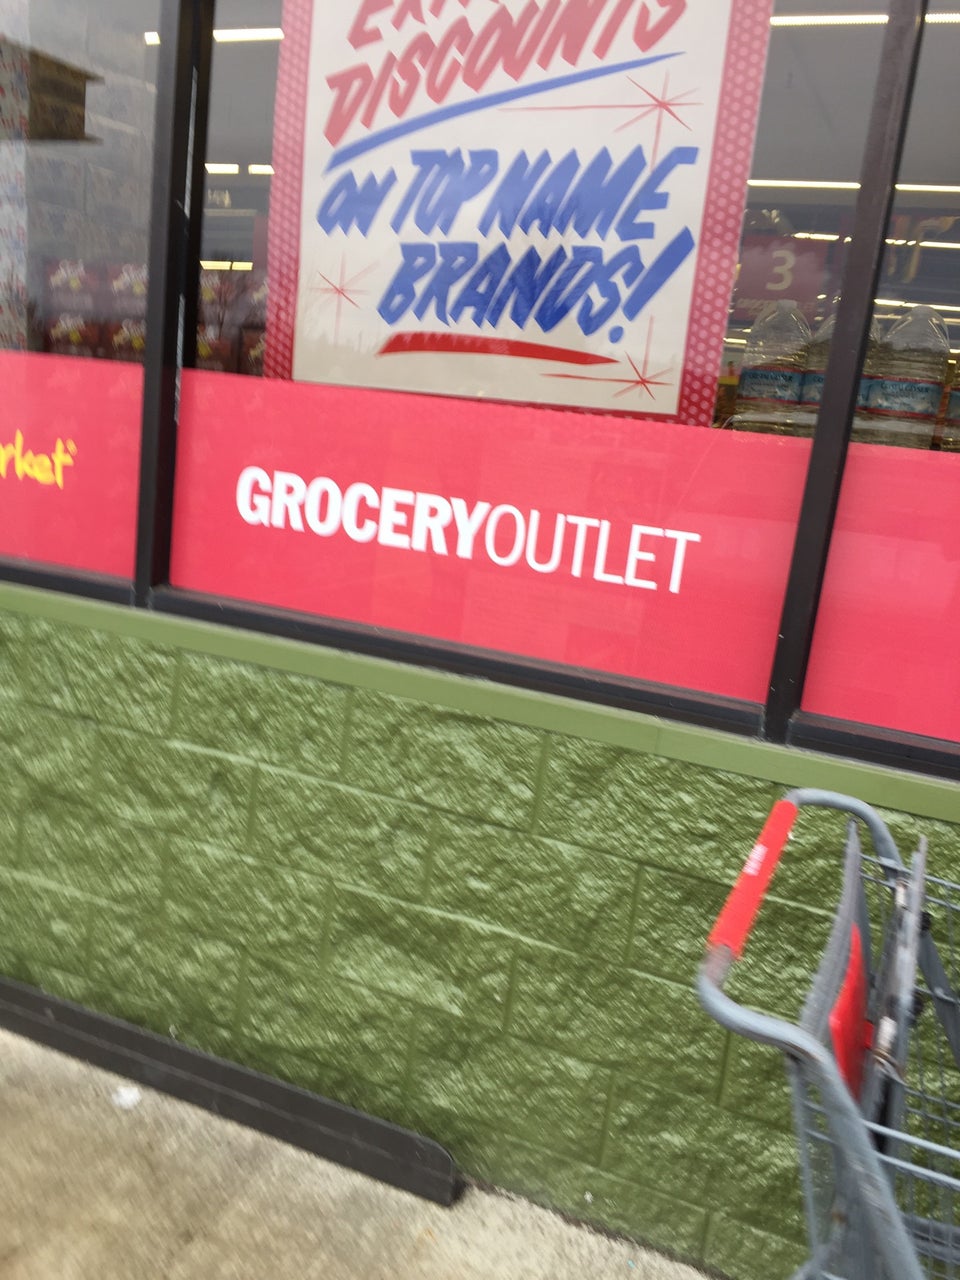 DISCOUNTS
ON TOP NAME
BRANDS!
3
rket
GROCERYOUTLET